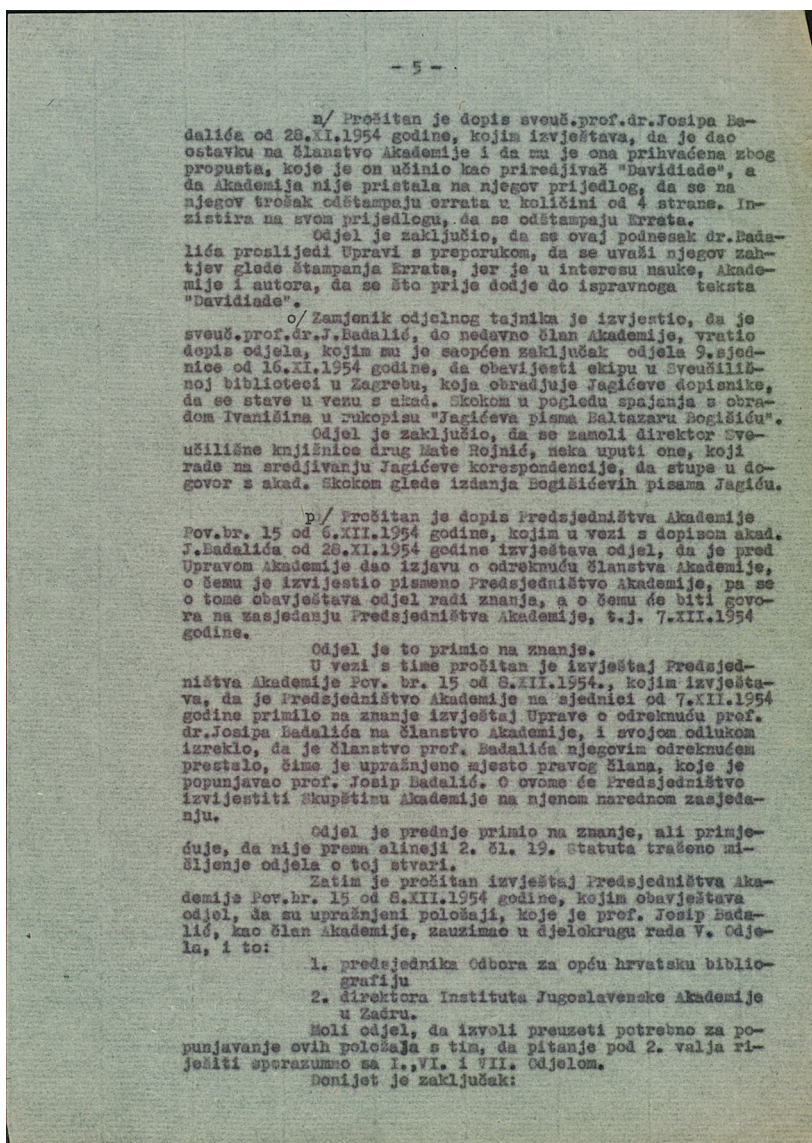 - 5 -
n/ Pročitan je dopis sveuč.prof.dr.Josipa Ba-
dalića od 28.XI.1954 godine, kojim izvještava, da je dao
ostavku na članstvo Akademije i da mu je ona prihvaćena zbog
propusta, koje je on učinio kao priredjivač "Davidiade", a
da Akademija nije pristala na njegov prijedlog, da se na
njegov trošak odštampaju errata u količini od 4 strane. In-
zistira na svom prijedlogu, da se odštampaju Errata.
Odjel je zaključio, da se ovaj podnesak dr.Bada-
lića proslijedi Upravi s preporukom, da se uvaži njegov zah-
tjev glede štampanja Errata, jer je u interesu nauke, Akade-
mije i autora, da se što prije dodje do ispravnoga teksta
"Davidiade".
o/ Zamjenik odjelnog tajnika je izvjestio, da je
sveuč.prof.dr.J.Badalić, do nedavno član Akademije, vratio
dopis odjela, kojim mu je saopćen zaključak odjela 9.sjed-
nice od 16.XI.1954 godine, da obavijesti ekipu u Sveučiliš-
noj biblioteci u Zagrebu, koja obradjuje Jagićeve dopisnike,
da se stave u vezu s akad. Skokom u pogledu spajanja s obra-
dom Ivanišina u rukopisu "Jagićeva pisma Baltazaru Bogišiću".
Odjel je zaključio, da se zamoli direktor Sve-
učilišne knjižnice drug Mate Rojnić, neka uputi one, koji
rade na sredjivanju Jagićeve korespondencije, da stupe u do-
govor s akad. Skokom glede izdanja Bogišićevih pisama Jagiću.
p/ Pročitan je dopis Predsjedništva Akademije
Pov.br. 15 od 6.XII.1954 godine, kojim u vezi s dopisom akad.
J.Badalića od 28.XI.1954 godine izvještava odjel, da je pred
Upravom Akademije dao izjavu o odreknuću članstva Akademije,
o čemu je izvijestio pismeno Predsjedništvo Akademije, pa se
o tome obavještava odjel radi znanja, a o čemu će biti govo-
ra na zasjedanju Predsjedništva Akademije, t.j. 7.XII.1954
godine.
Odjel je to primio na znanje.
U vezi s time pročitan je izvještaj Predsjed-
ništva Akademije Pov. br. 15 od 8.XII.1954., kojim izvješta-
va, da je Predsjedništvo Akademije na sjednici od 7.XII.1954
godine primilo na znanje izvještaj Uprave o odreknuću prof.
dr.Josipa Badalića na članstvo Akademije, i svojom odlukom
izreklo, da je članstvo prof. Badalića njegovim odreknućem
prestalo, čime je upražnjeno mjesto pravog člana, koje je
popunjavao prof. Josip Badalić. O ovome će Predsjedništvo
izvijestiti Skupštinu Akademije na njenom narednom zasjeda-
nju.
Odjel je prednje primio na znanje, ali primje-
ćuje, da nije prema alineji 2. čl. 19. Statuta traženo mi-
šljenje odjela o toj stvari.
Zatim je pročitan izvještaj Predsjedništva Aka-
demije Pov.br. 15 od 8.XII.1954 godine, kojim obavještava
odjel, da su upražnjeni položaji, koje je prof. Josip Bada-
lić, kao član Akademije, zauzimao u djelokrugu rada V. Odje-
la, i to:
1. predsjednika Odbora za opću hrvatsku biblio-
grafiju
2. direktora Instituta Jugoslavenske Akademije
u Zadru.
Moli odjel, da izvoli preuzeti potrebno za po-
punjavanje ovih položaja s tim, da pitanje pod 2. valja ri-
ješiti sporazumno sa I.,VI. i VII. Odjelom.
Donijet je zaključak: